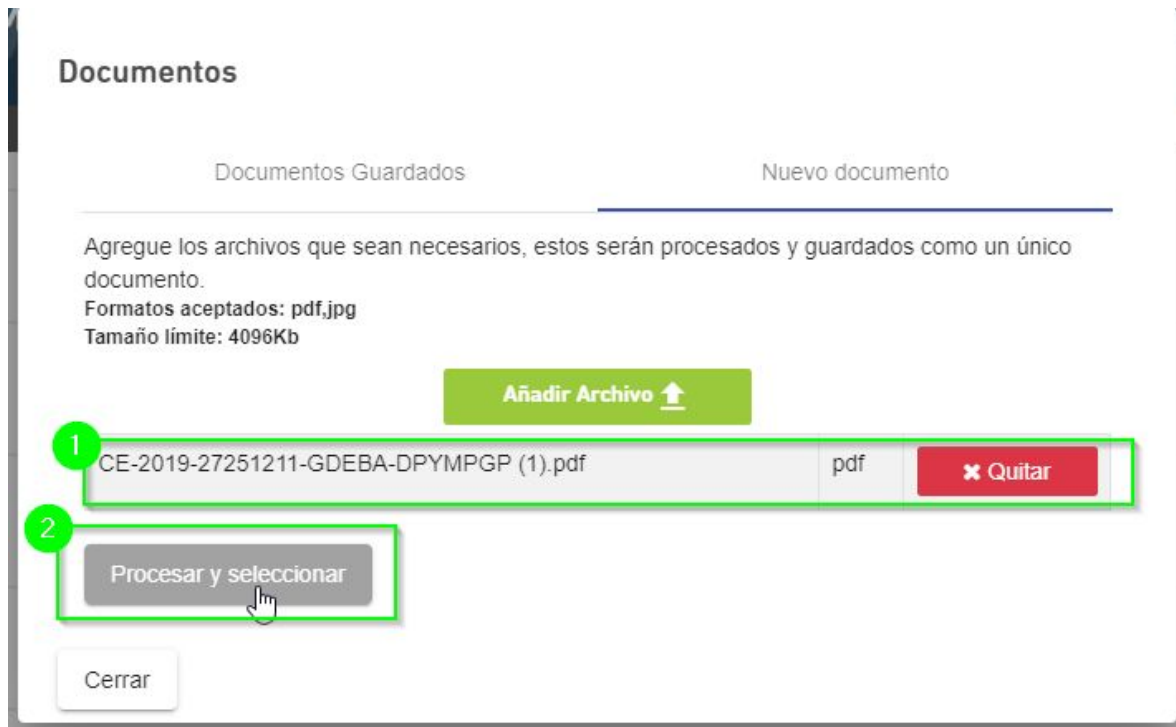 Documentos
Documentos Guardados
Nuevo documento
Agregue los archivos que sean necesarios, estos serán procesados y guardados como un único
documento.
Formatos aceptados: pdf,jpg
Tamaño límite: 4096Kb
Añadir Archivo
1
CE-2019-27251211-GDEBA-DPYMPGP (1).pdf
pdf
Quitar
2
Procesar y seleccionar
Cerrar